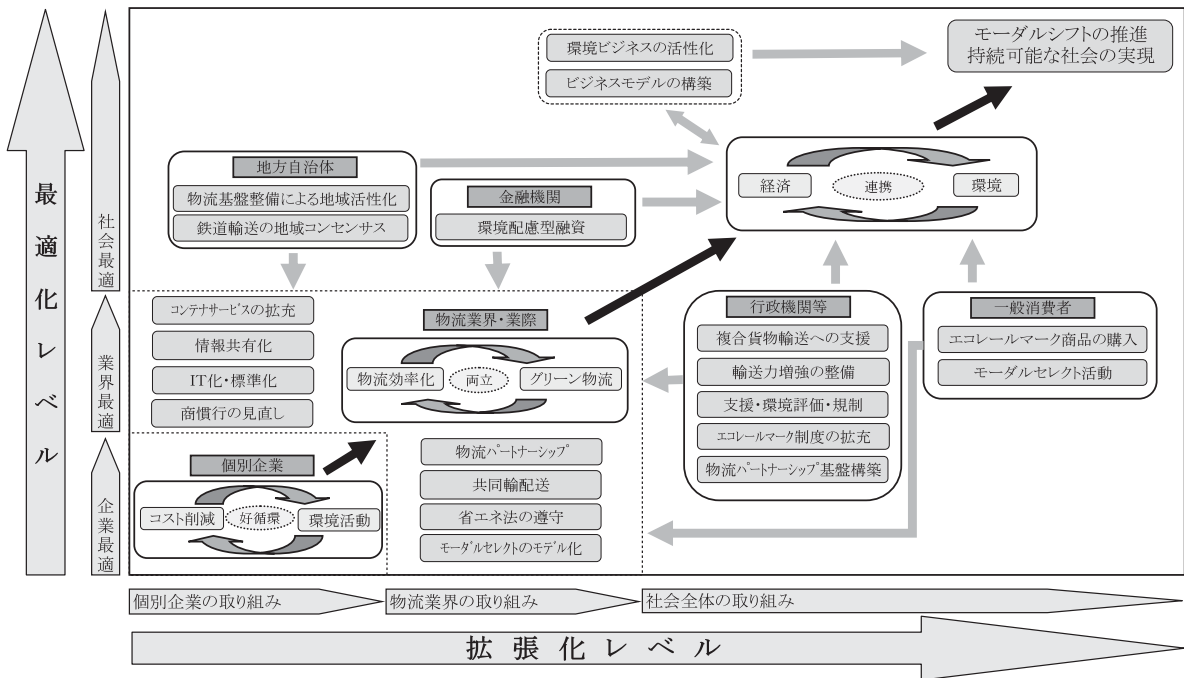 最適化レベル
社会最適
業界最適
企業最適
環境ビジネスの活性化
ビジネスモデルの構築
モーダルシフトの推進
持続可能な社会の実現
地方自治体
物流基盤整備による地域活性化
鉄道輸送の地域コンセンサス
金融機関
環境配慮型融資
経済
連携
環境
コンテナサービスの拡充
情報共有化
IT化・標準化
商慣行の見直し
物流業界・業際
物流効率化
両立
グリーン物流
行政機関等
複合貨物輸送への支援
輸送力増強の整備
支援・環境評価・規制
エコレールマーク制度の拡充
物流パートナーシップ基盤構築
一般消費者
エコレールマーク商品の購入
モーダルセレクト活動
個別企業
コスト削減
好循環
環境活動
物流パートナーシップ
共同輸配送
省エネ法の遵守
モーダルセレクトのモデル化
個別企業の取り組み
物流業界の取り組み
社会全体の取り組み
拡張化レベル